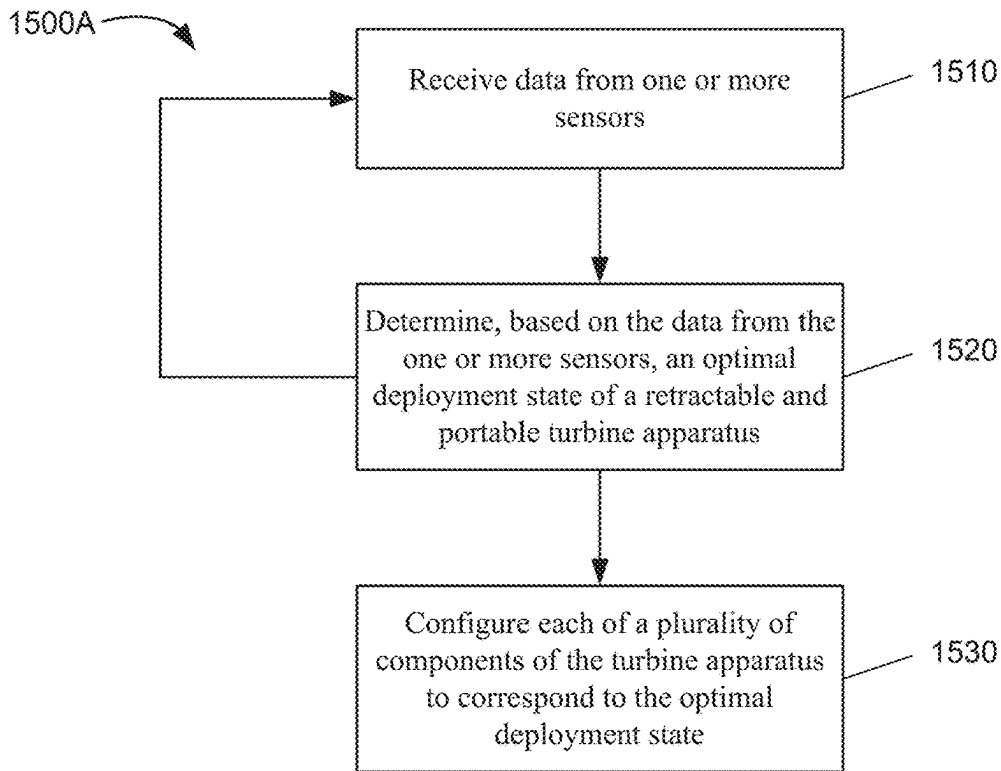 1500A
Receive data from one or more
sensors
1510
Determine, based on the data from the
one or more sensors, an optimal
deployment state of a retractable and
portable turbine apparatus
1520
Configure each of a plurality of
components of the turbine apparatus
to correspond to the optimal
deployment state
1530